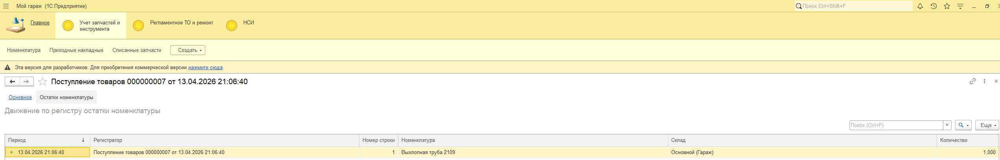 Мой гараж (1С:Предприятие)
Поиск Ctrl+Shift+F
Главное
Учет запчастей и
инструмента
Регламентное ТО и ремонт
НСИ
Номенклатура Приходные накладные Списанные запчасти Создать
Эта версия для разработчиков. Для приобретения коммерческой версии нажмите сюда.
Поступление товаров 000000007 от 13.04.2026 21:06:40
Основное Остатки номенклатуры
Движение по регистру остатки номенклатуры
Поиск (Ctrl+F) × Еще
Период ↓ Регистратор Номер строки Номенклатура Склад Количество
+ 13.04.2026 21:06:40 Поступление товаров 000000007 от 13.04.2026 21:06:40 1 Выхлопная труба 2109 Основной (Гараж) 1,000